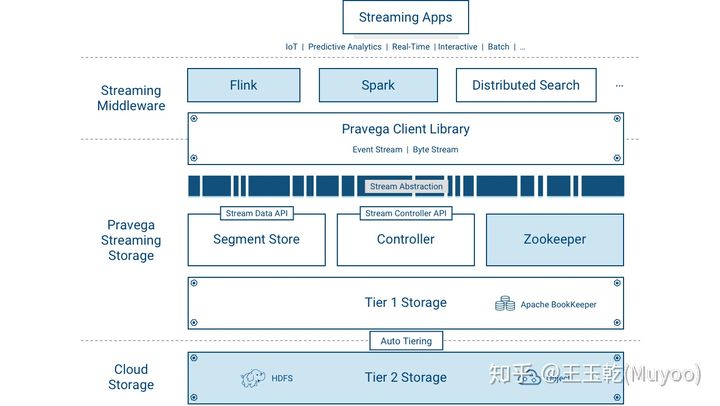 Streaming Apps
IoT | Predictive Analytics | Real-Time | Interactive | Batch | ...
Streaming
Middleware
Flink
Spark
Distributed Search
...
Pravega Client Library
Event Stream | Byte Stream
Stream Abstraction
Pravega
Streaming
Storage
Stream Data API
Segment Store
Stream Controller API
Controller
Zookeeper
Tier 1 Storage
Apache BookKeeper
Auto Tiering
Cloud
Storage
HDFS
Tier 2 Storage
知乎 @王玉乾(Muyoo)